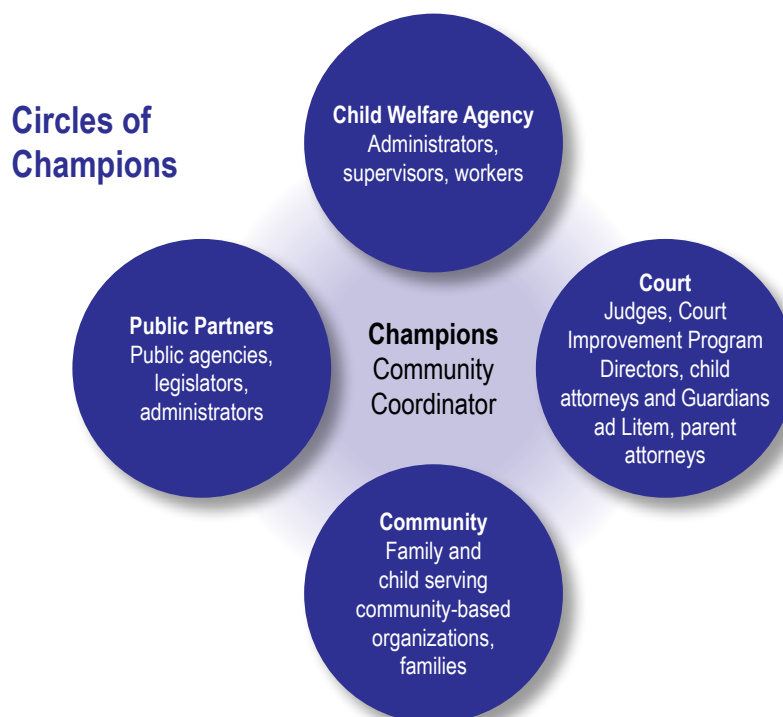 Circles of
Champions
Child Welfare Agency
Administrators,
supervisors, workers
Public Partners
Public agencies,
legislators,
administrators
Champions
Community
Coordinator
Court
Judges, Court
Improvement Program
Directors, child
attorneys and Guardians
ad Litem, parent
attorneys
Community
Family and
child serving
community-based
organizations,
families